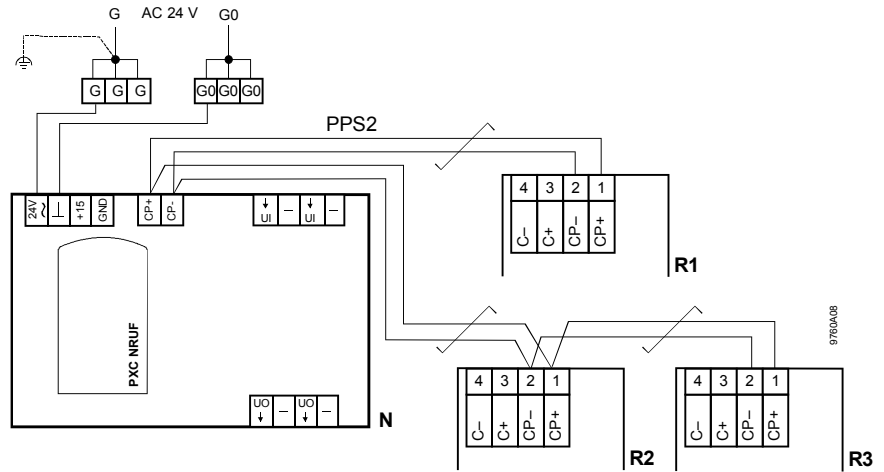 G AC 24 V G0
G G G
G0 G0 G0
PPS2
24V ~ ⊥ +15 GND
CP+ CP-
↓ UI – ↓ UI –
4 3 2 1
C– C+ CP– CP+
R1
PXC NRUF
UO ↓ – UO ↓ –
N
9760A08
4 3 2 1
C– C+ CP– CP+
R2
4 3 2 1
C– C+ CP– CP+
R3